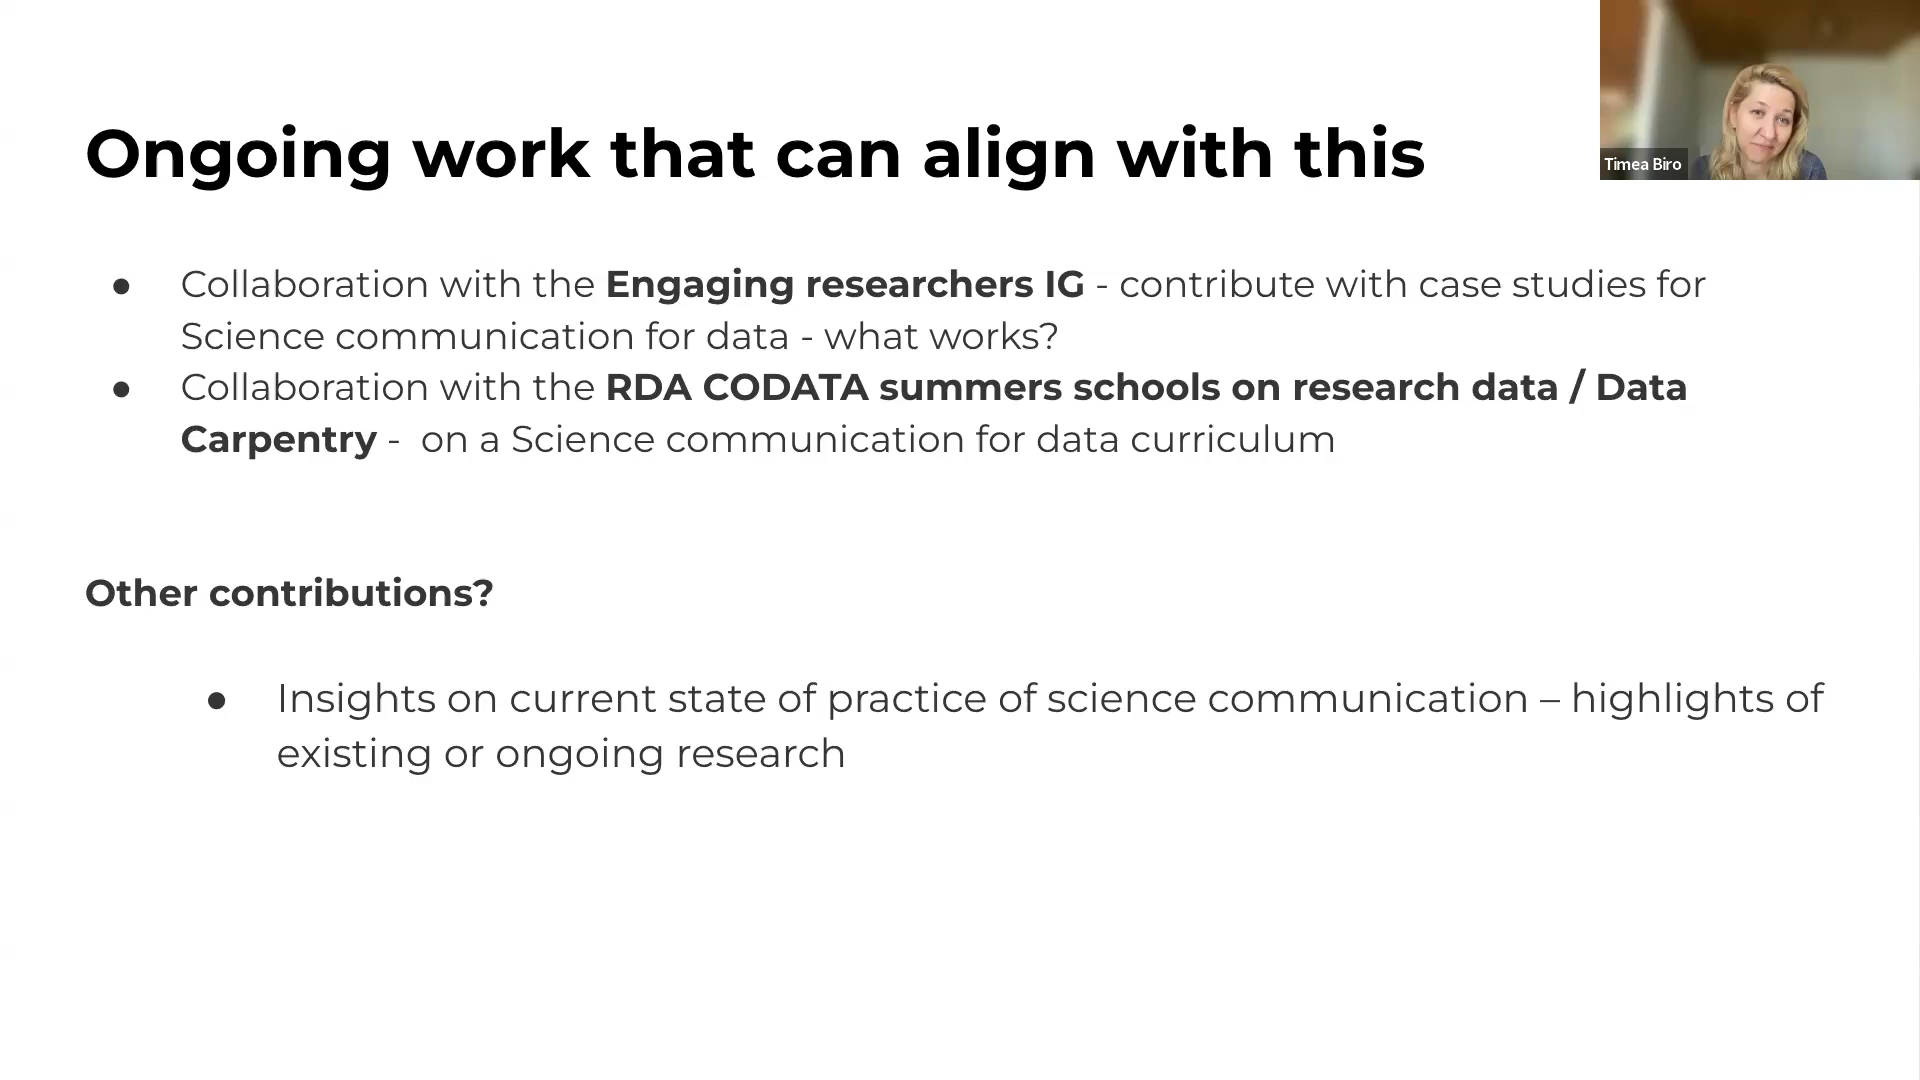 Ongoing work that can align with this
Timea Biro
● Collaboration with the Engaging researchers IG - contribute with case studies for
Science communication for data - what works?
● Collaboration with the RDA CODATA summers schools on research data / Data
Carpentry -  on a Science communication for data curriculum
Other contributions?
● Insights on current state of practice of science communication – highlights of
existing or ongoing research